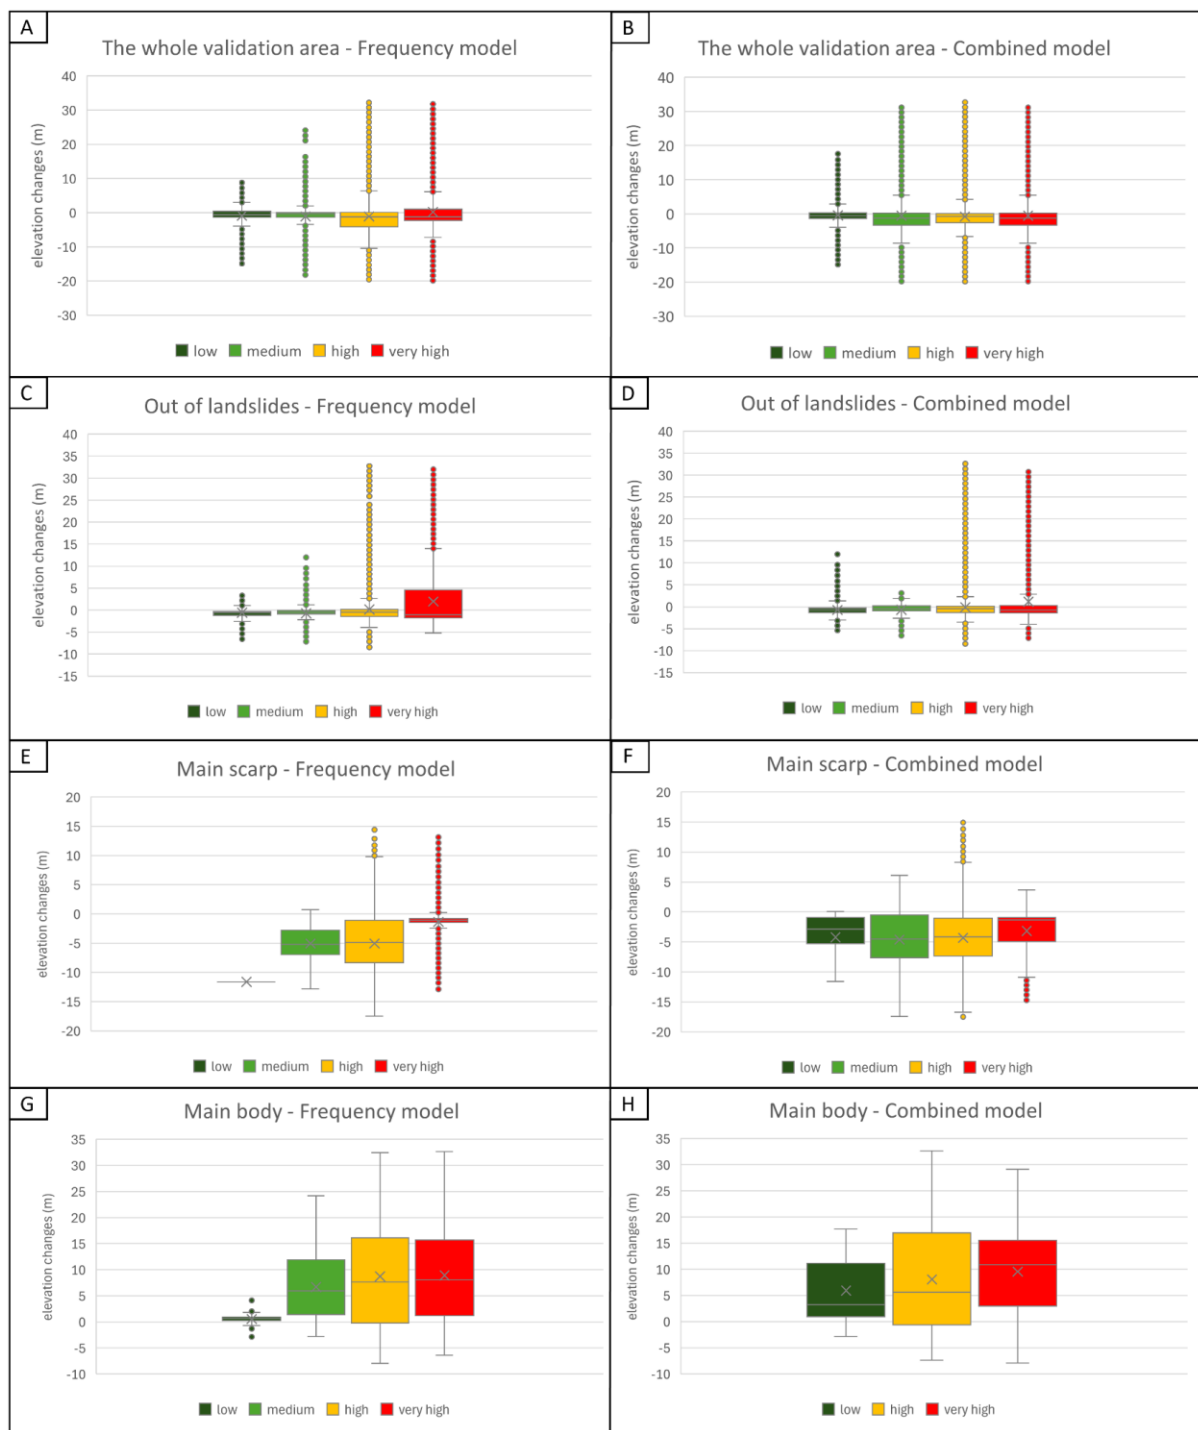 A
The whole validation area - Frequency model
elevation changes (m)
40
30
20
10
0
-10
-20
-30
low medium high very high
B
The whole validation area - Combined model
elevation changes (m)
40
30
20
10
0
-10
-20
-30
low medium high very high
C
Out of landslides - Frequency model
elevation changes (m)
40
35
30
25
20
15
10
5
0
-5
-10
-15
low medium high very high
D
Out of landslides - Combined model
elevation changes (m)
40
35
30
25
20
15
10
5
0
-5
-10
-15
low medium high very high
E
Main scarp - Frequency model
elevation changes (m)
20
15
10
5
0
-5
-10
-15
-20
low medium high very high
F
Main scarp - Combined model
elevation changes (m)
20
15
10
5
0
-5
-10
-15
-20
low medium high very high
G
Main body - Frequency model
elevation changes (m)
35
30
25
20
15
10
5
0
-5
-10
low medium high very high
H
Main body - Combined model
elevation changes (m)
35
30
25
20
15
10
5
0
-5
-10
low high very high